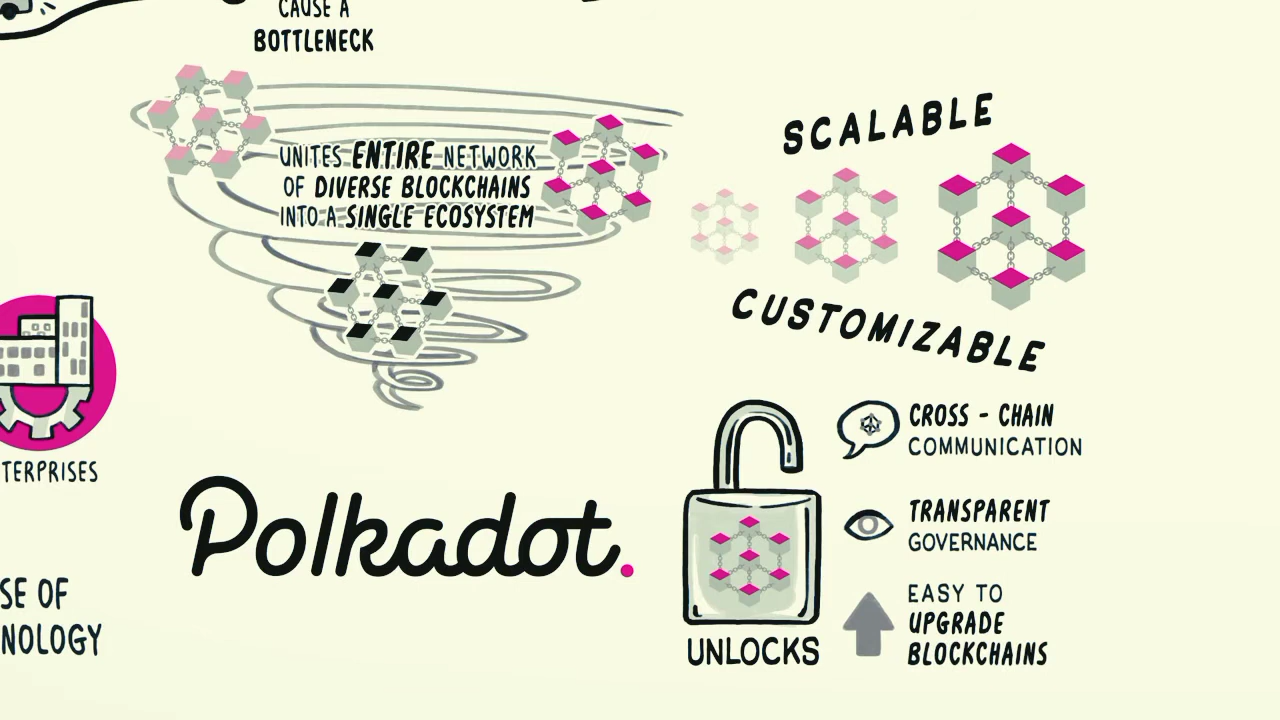 CAUSE A
BOTTLENECK
UNITES ENTIRE NETWORK
OF DIVERSE BLOCKCHAINS
INTO A SINGLE ECOSYSTEM
SCALABLE
CUSTOMIZABLE
TERPRISES
SE OF
NOLOGY
Polkadot.
UNLOCKS
CROSS - CHAIN
COMMUNICATION
TRANSPARENT
GOVERNANCE
EASY TO
UPGRADE
BLOCKCHAINS